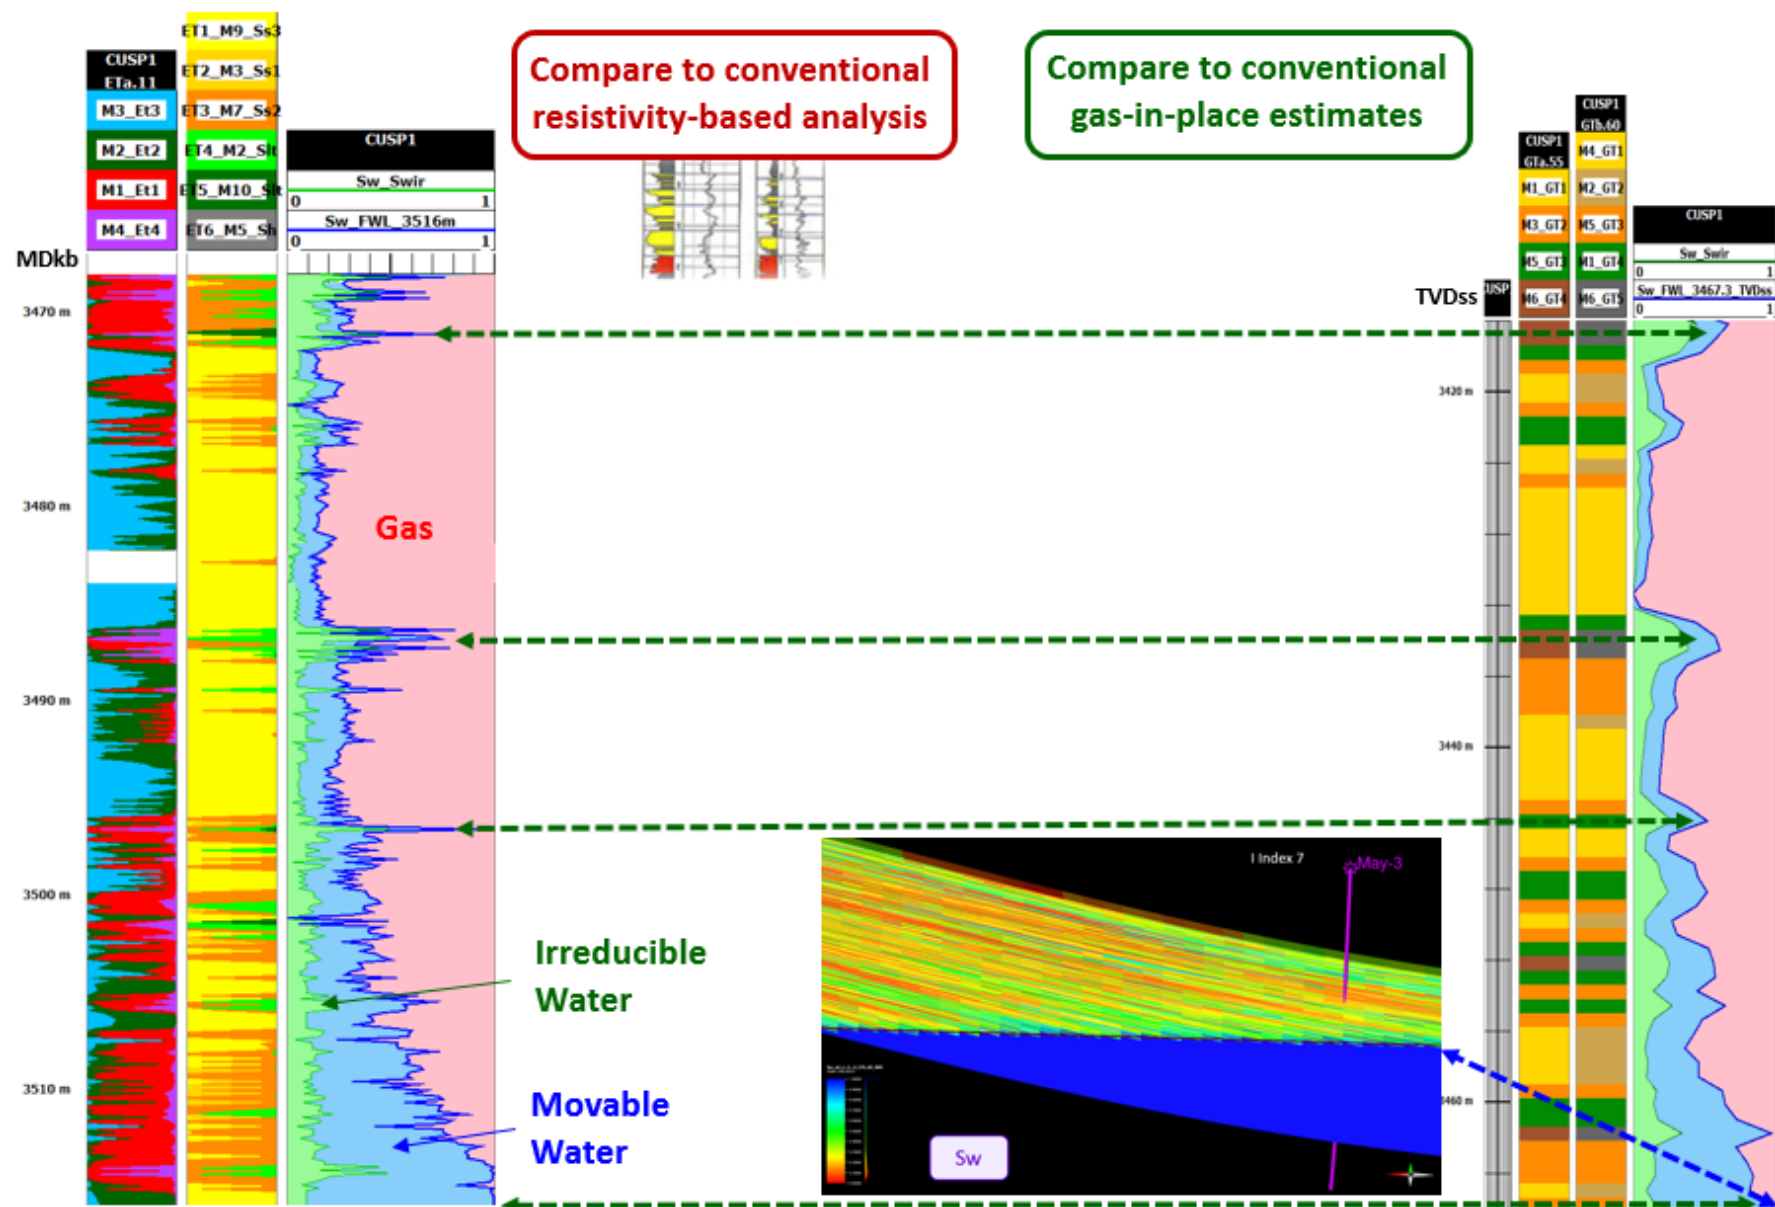 CUSP1
ETa.11
M3_Et3
M2_Et2
M1_Et1
M4_Et4
ET1_M9_Ss3
ET2_M3_Ss1
ET3_M7_Ss2
ET4_M2_Slt
ET5_M10_Slt
ET6_M5_Sh
CUSP1
Sw_Swir
0 1
Sw_FWL_3516m
0 1
MDkb
3470 m
3480 m
3490 m
3500 m
3510 m
Gas
Irreducible
Water
Movable
Water
Compare to conventional
resistivity-based analysis
Compare to conventional
gas-in-place estimates
I Index 7
May-3
Sw
TVDss
3420 m
3440 m
3460 m
CUSP
CUSP1
GTa.55
M1_GT1
M3_GT2
M5_GT3
M6_GT4
CUSP1
GTb.60
M4_GT1
M2_GT2
M5_GT3
M1_GT4
M6_GT5
CUSP1
Sw_Swir
0 1
Sw_FWL_3467.3_TVDss
0 1